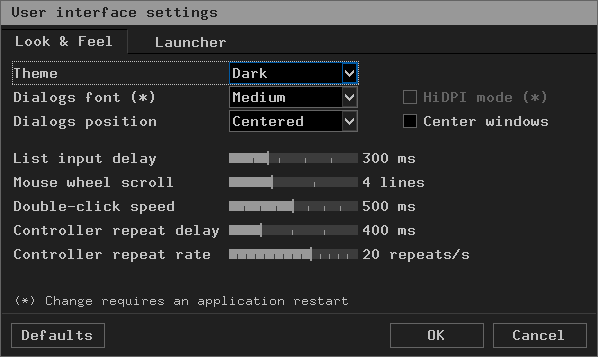 User interface settings
Look & Feel Launcher
Theme Dark
Dialogs font (*) Medium HiDPI mode (*)
Dialogs position Centered Center windows
List input delay 300 ms
Mouse wheel scroll 4 lines
Double-click speed 500 ms
Controller repeat delay 400 ms
Controller repeat rate 20 repeats/s
(*) Change requires an application restart
Defaults OK Cancel